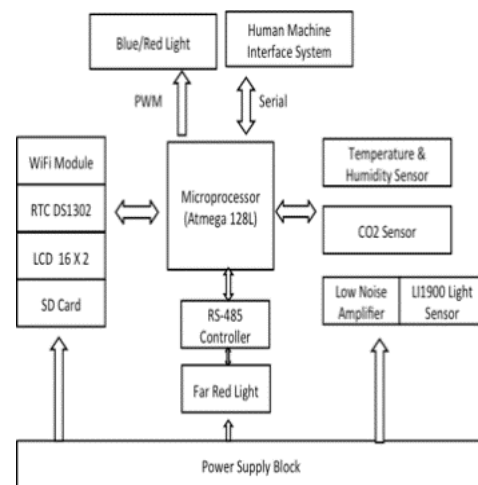 Blue/Red Light
Human Machine
Interface System
PWM
Serial
WiFi Module
RTC DS1302
LCD 16 X 2
SD Card
Microprocessor
(Atmega 128L)
Temperature &
Humidity Sensor
CO2 Sensor
Low Noise
Amplifier
LI1900 Light
Sensor
RS-485
Controller
Far Red Light
Power Supply Block